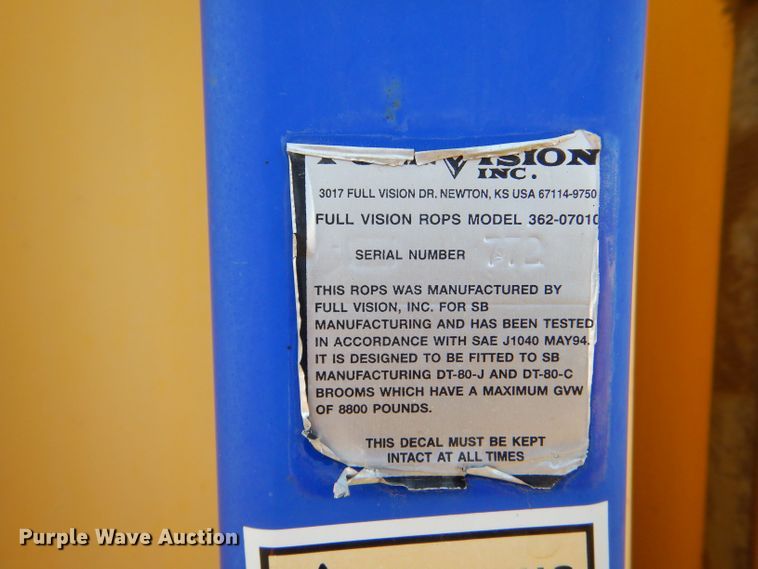 VISION
INC.
3017 FULL VISION DR. NEWTON, KS USA 67114-9750
FULL VISION ROPS MODEL 362-07010
SERIAL NUMBER
THIS ROPS WAS MANUFACTURED BY
FULL VISION, INC. FOR SB
MANUFACTURING AND HAS BEEN TESTED
IN ACCORDANCE WITH SAE J1040 MAY94.
IT IS DESIGNED TO BE FITTED TO SB
MANUFACTURING DT-80-J AND DT-80-C
BROOMS WHICH HAVE A MAXIMUM GVW
OF 8800 POUNDS.
THIS DECAL MUST BE KEPT
INTACT AT ALL TIMES
Purple Wave Auction